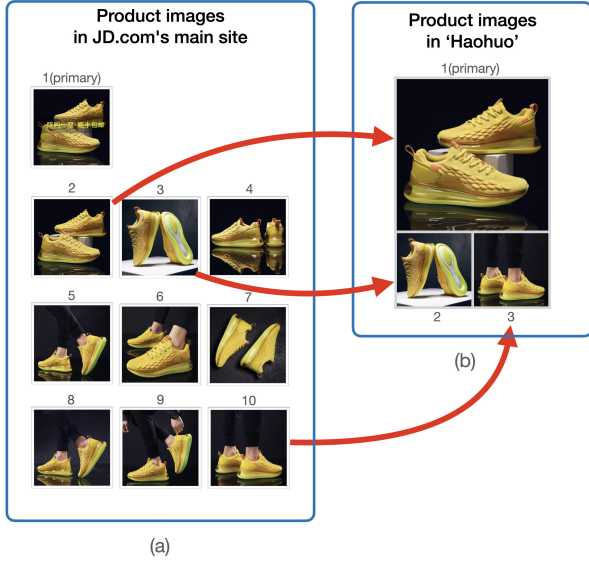 Product images
in JD.com's main site
1(primary)
2
3
4
5
6
7
8
9
10
(a)
Product images
in ‘Haohuo’
1(primary)
2
3
(b)